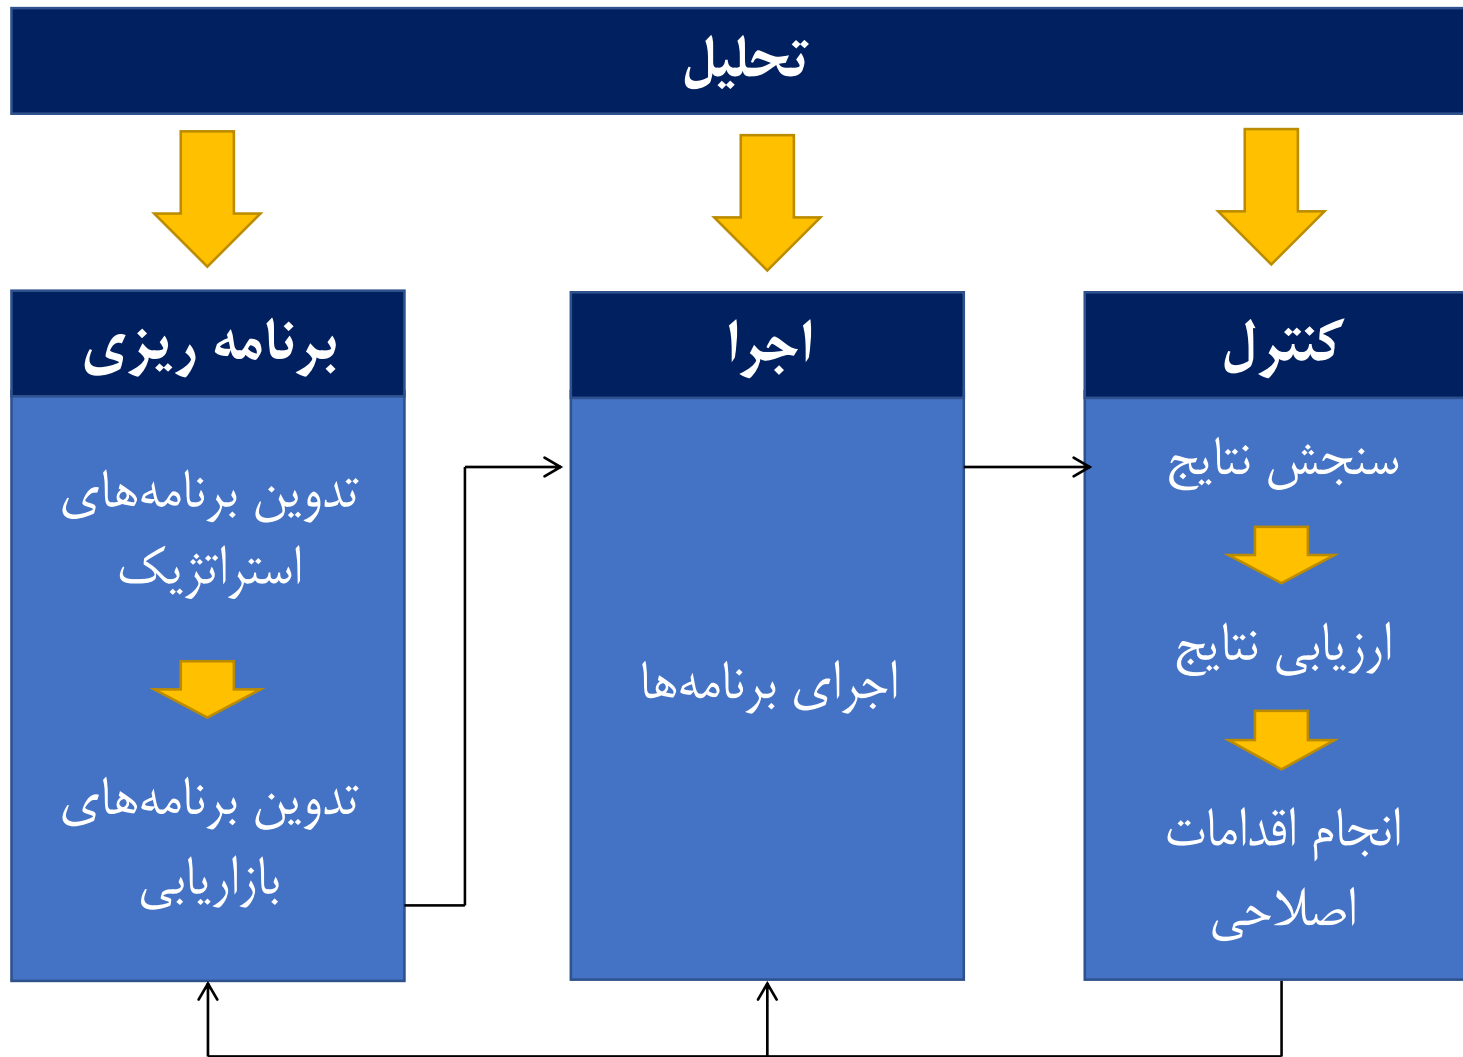 تحلیل
برنامه ریزی
تدوین برنامه‌های
استراتژیک
تدوین برنامه‌های
بازاریابی
اجرا
اجرای برنامه‌ها
کنترل
سنجش نتایج
ارزیابی نتایج
انجام اقدامات
اصلاحی